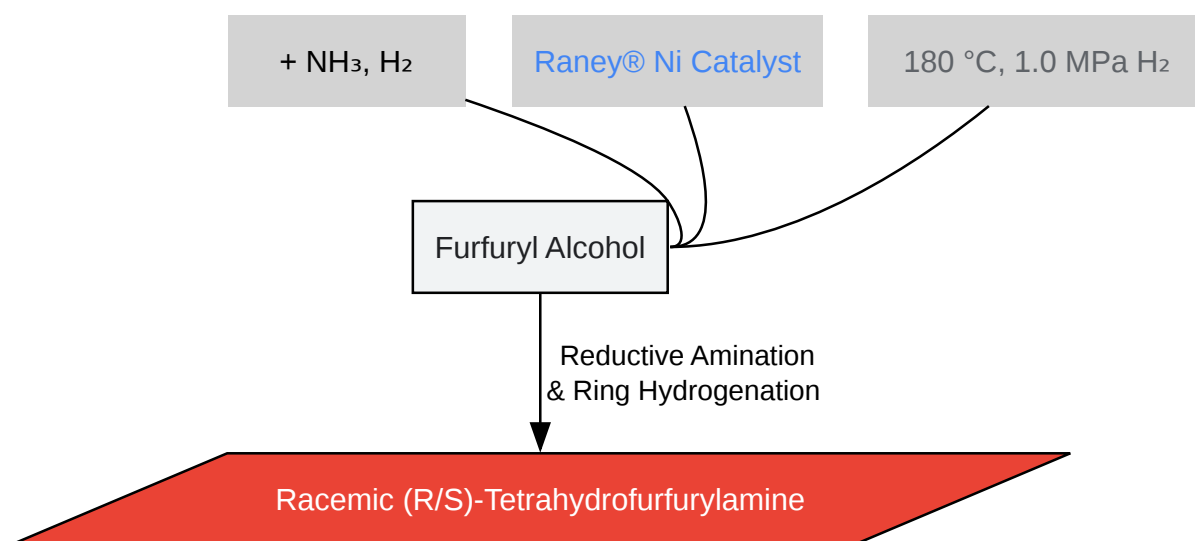 + NH₃, H₂
Raney® Ni Catalyst
180 °C, 1.0 MPa H₂
Furfuryl Alcohol
Reductive Amination
& Ring Hydrogenation
Racemic (R/S)-Tetrahydrofurfurylamine